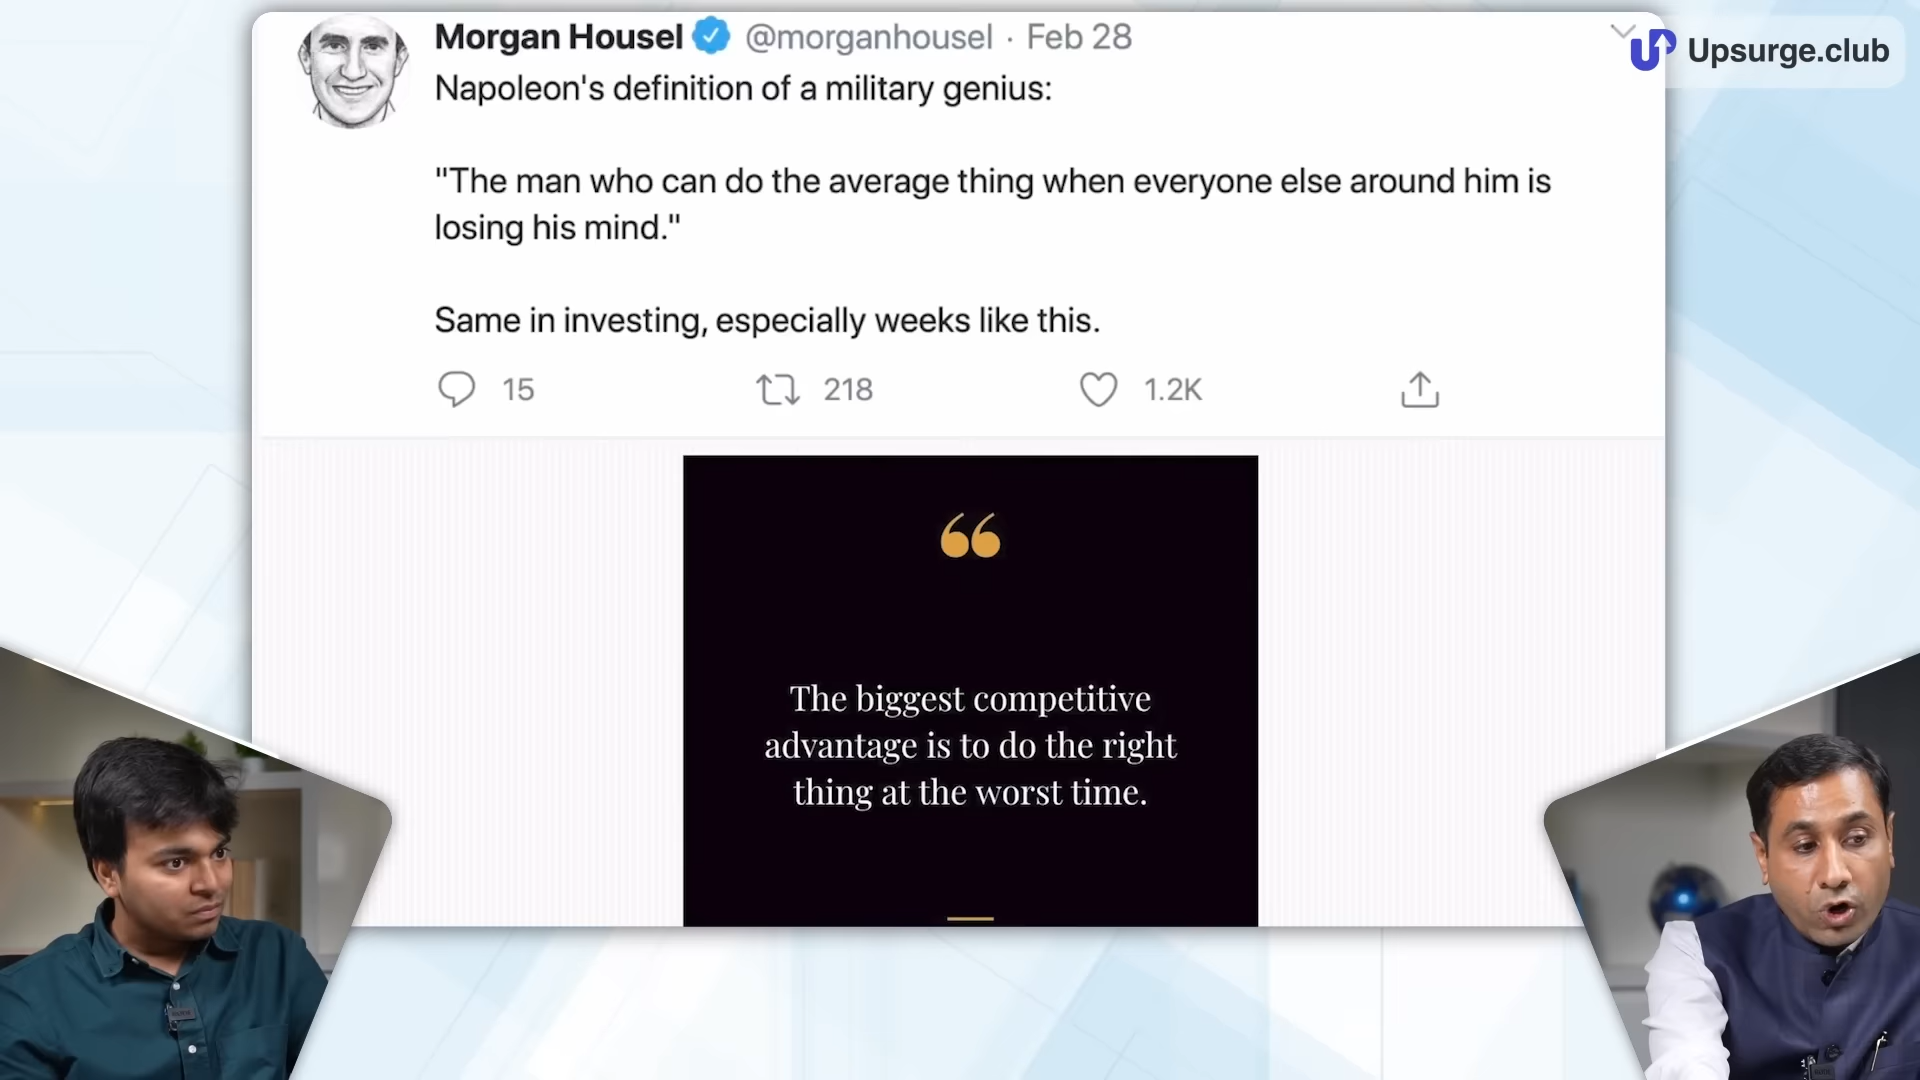 Morgan Housel @morganhousel · Feb 28
Upsurge.club
Napoleon's definition of a military genius:
"The man who can do the average thing when everyone else around him is
losing his mind."
Same in investing, especially weeks like this.
15 218 1.2K
The biggest competitive
advantage is to do the right
thing at the worst time.